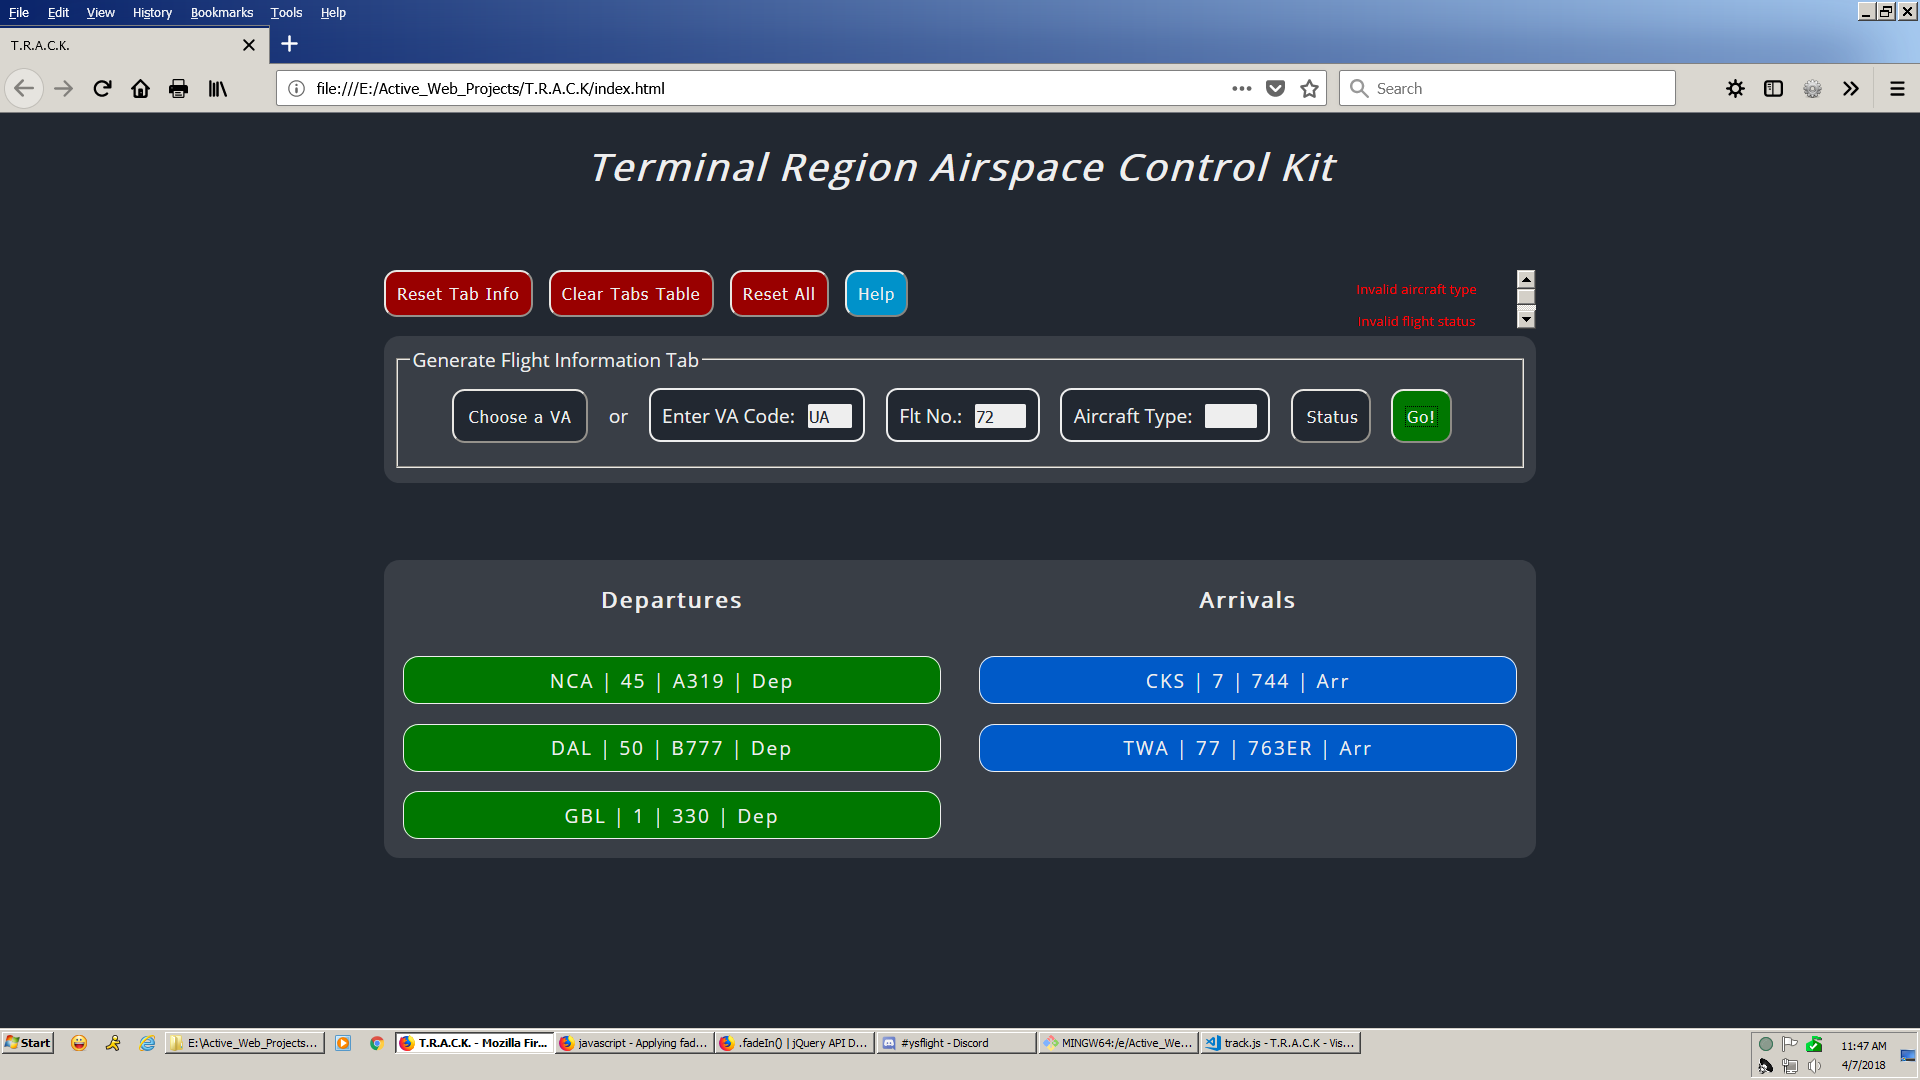 File Edit View History Bookmarks Tools Help
T.R.A.C.K.
file:///E:/Active_Web_Projects/T.R.A.C.K/index.html
Search
Terminal Region Airspace Control Kit
Reset Tab Info Clear Tabs Table Reset All Help
Invalid aircraft type
Invalid flight status
Generate Flight Information Tab
Choose a VA or Enter VA Code: UA Flt No.: 72 Aircraft Type: Status Go!
Departures Arrivals
NCA | 45 | A319 | Dep CKS | 7 | 744 | Arr
DAL | 50 | B777 | Dep TWA | 77 | 763ER | Arr
GBL | 1 | 330 | Dep
Start E:\Active_Web_Projects... T.R.A.C.K. - Mozilla Fir... javascript - Applying fad... .fadeIn() | jQuery API D... #ysflight - Discord MINGW64:/e/Active_We... track.js - T.R.A.C.K - Vis... 11:47 AM
4/7/2018